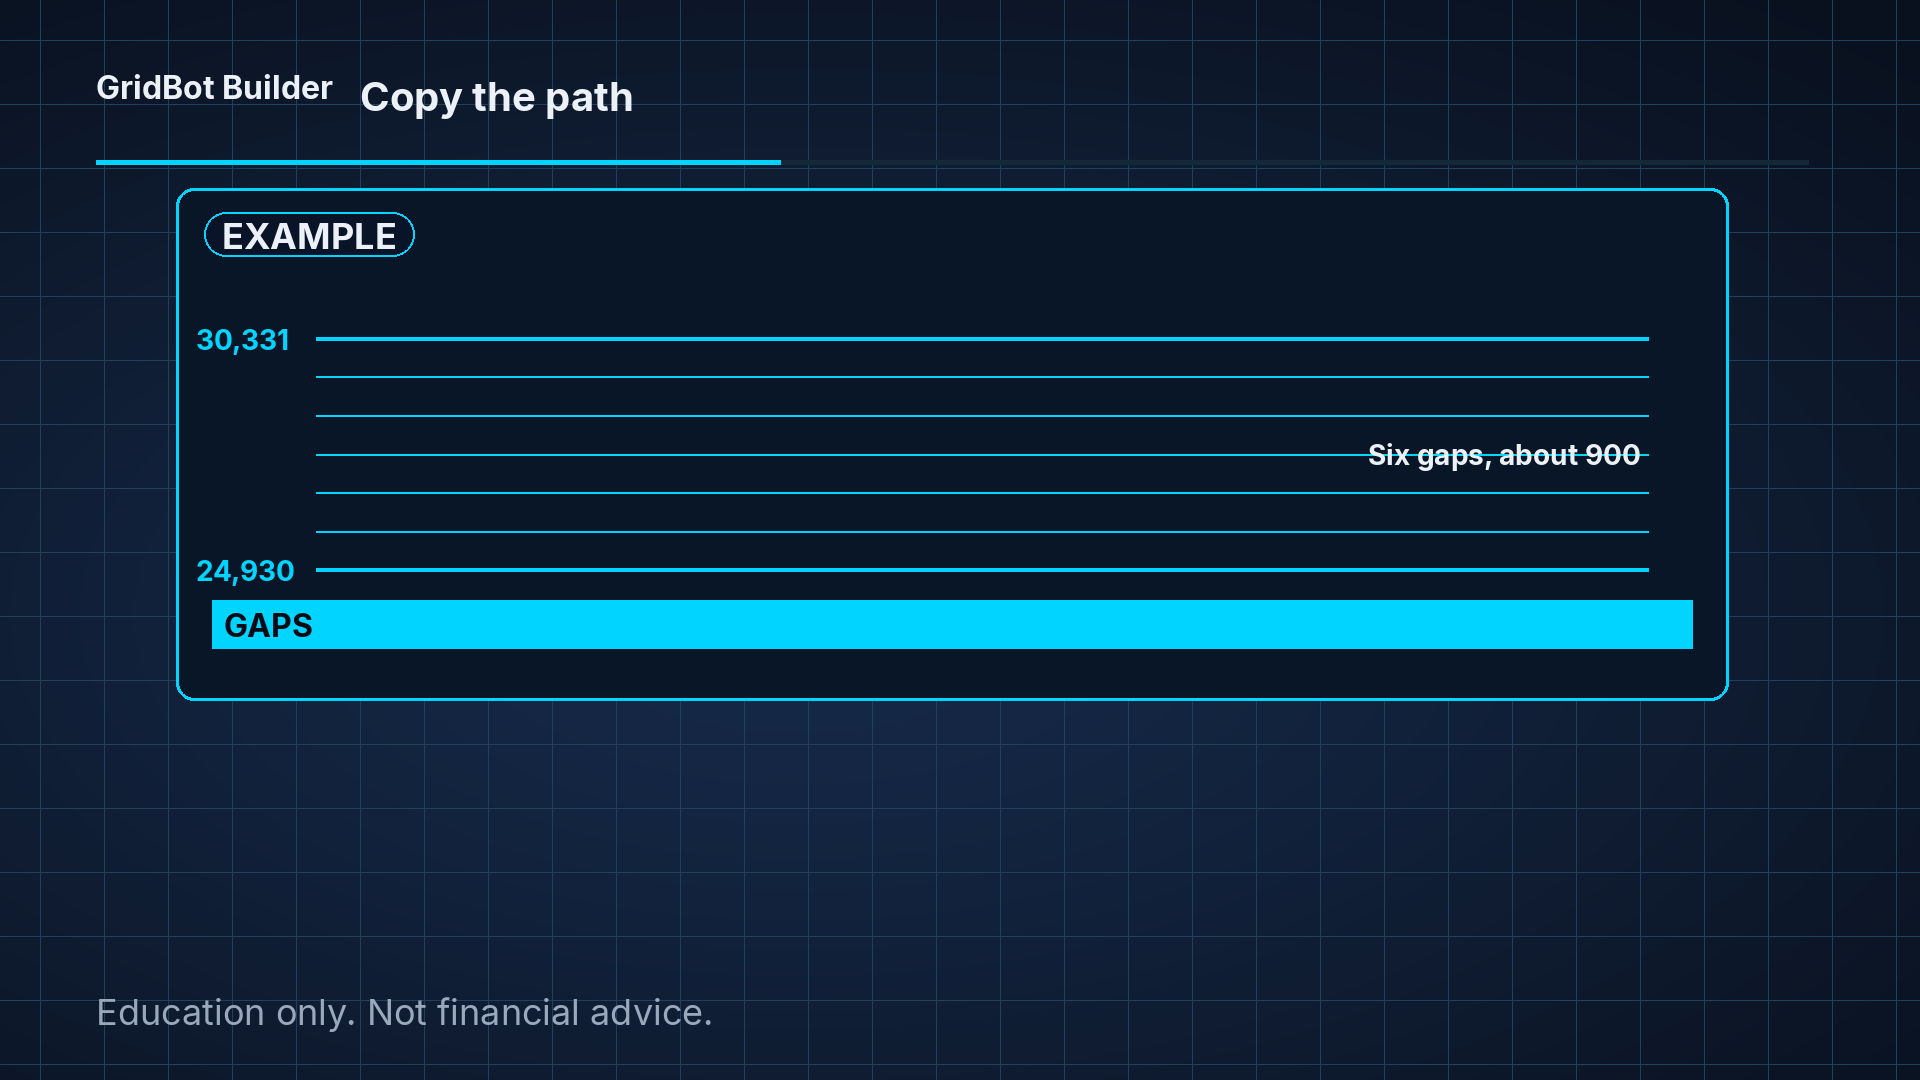 GridBot Builder
Copy the path
EXAMPLE
30,331
Six gaps, about 900
24,930
GAPS
Education only. Not financial advice.